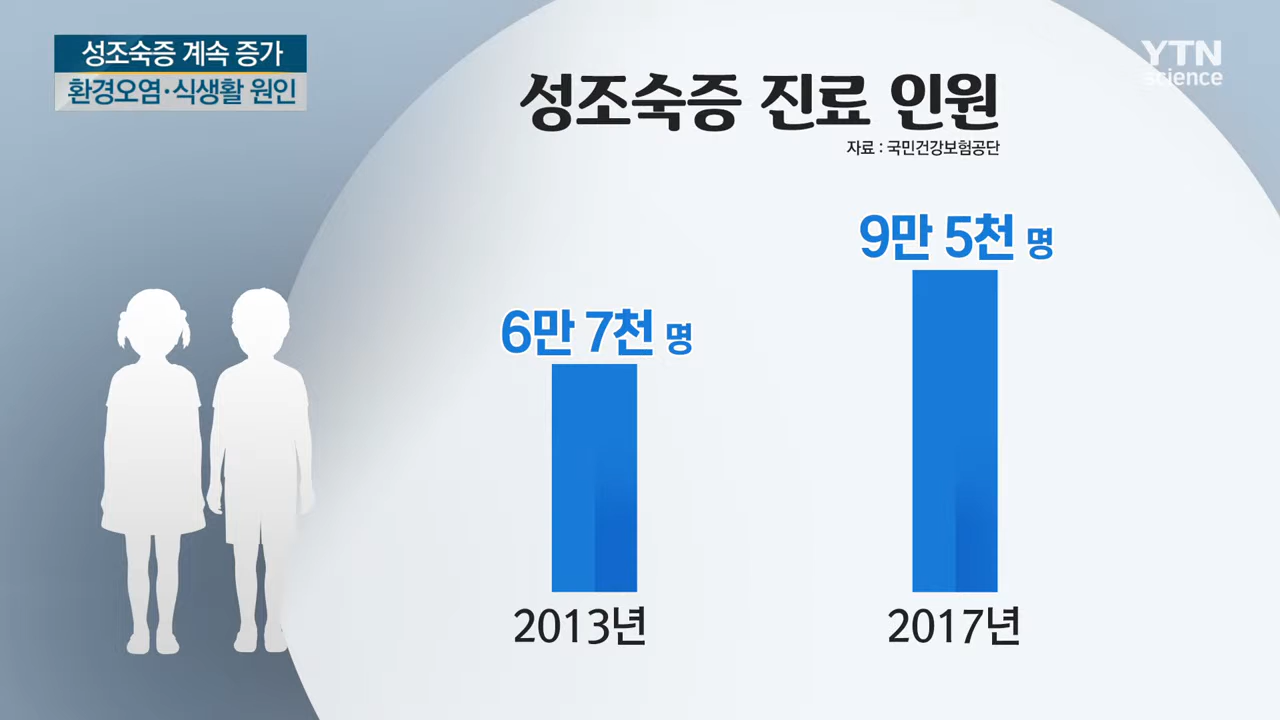 성조숙증 계속 증가
환경오염·식생활 원인
YTN
science
성조숙증 진료 인원
자료 : 국민건강보험공단
6만 7천 명
9만 5천 명
2013년
2017년